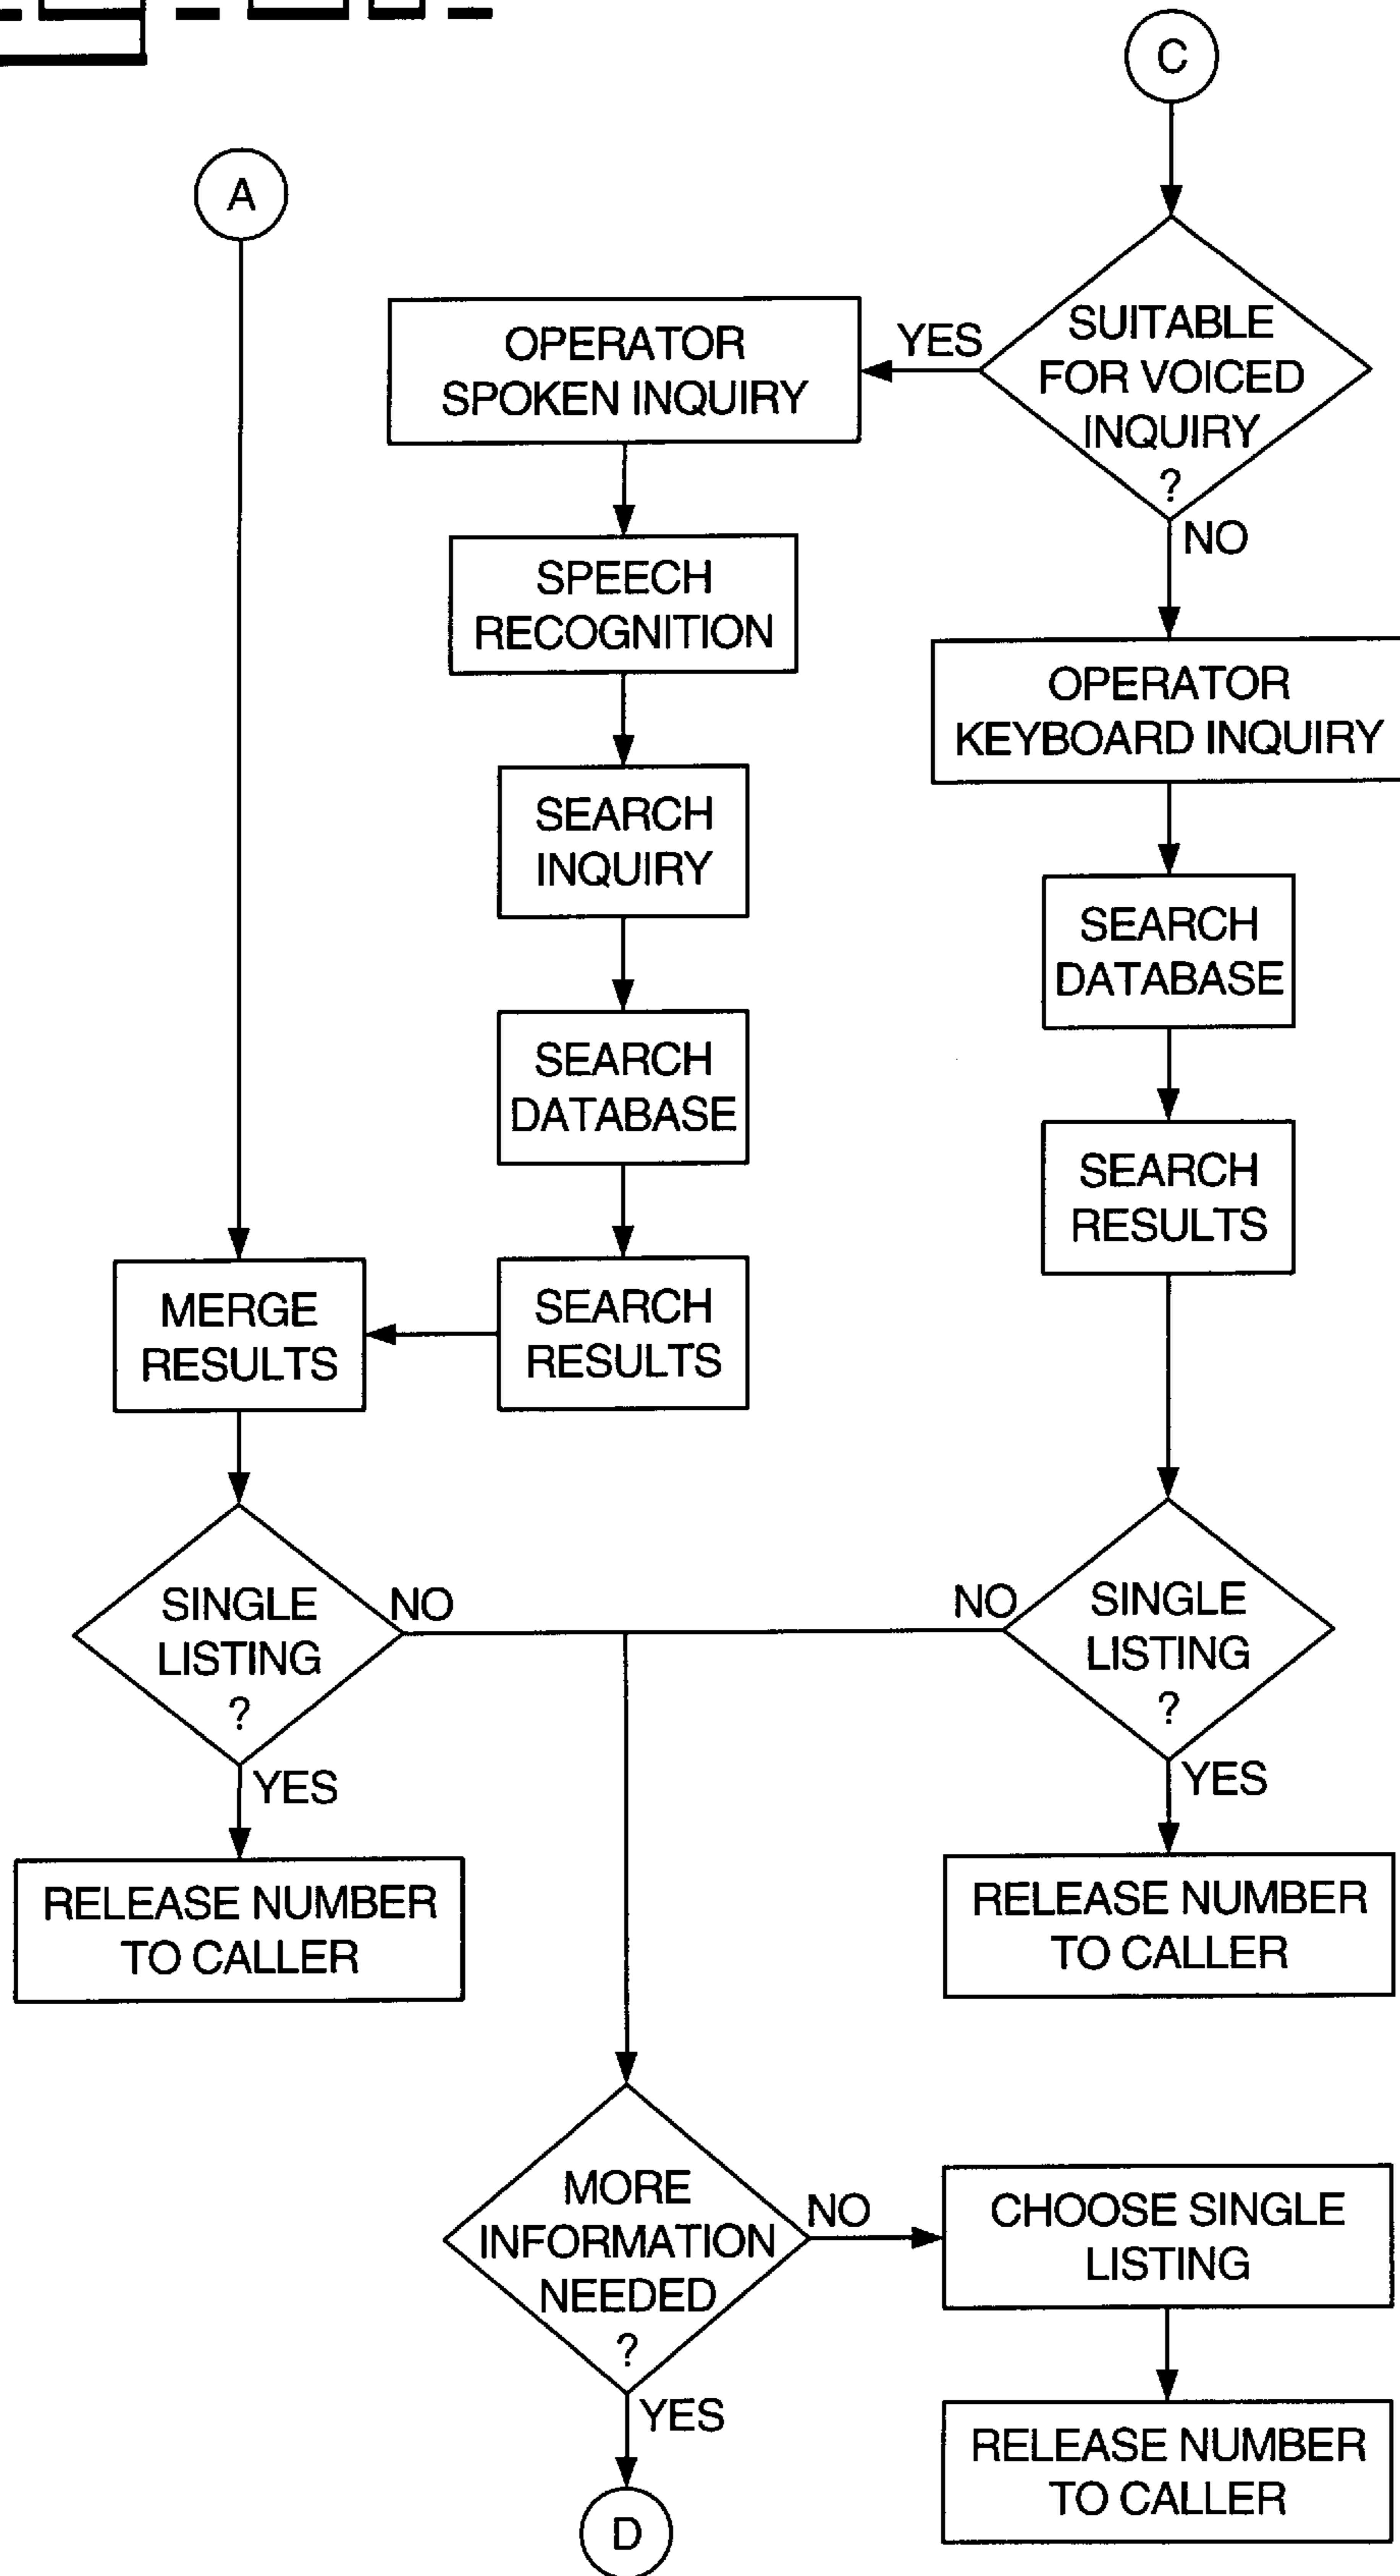 C
A
SUITABLE
FOR VOICED
INQUIRY
?
YES
NO
OPERATOR
SPOKEN INQUIRY
SPEECH
RECOGNITION
SEARCH
INQUIRY
SEARCH
DATABASE
SEARCH
RESULTS
OPERATOR
KEYBOARD INQUIRY
SEARCH
DATABASE
SEARCH
RESULTS
MERGE
RESULTS
SINGLE
LISTING
?
NO
YES
RELEASE NUMBER
TO CALLER
SINGLE
LISTING
?
NO
YES
RELEASE NUMBER
TO CALLER
MORE
INFORMATION
NEEDED
?
NO
YES
CHOOSE SINGLE
LISTING
RELEASE NUMBER
TO CALLER
D